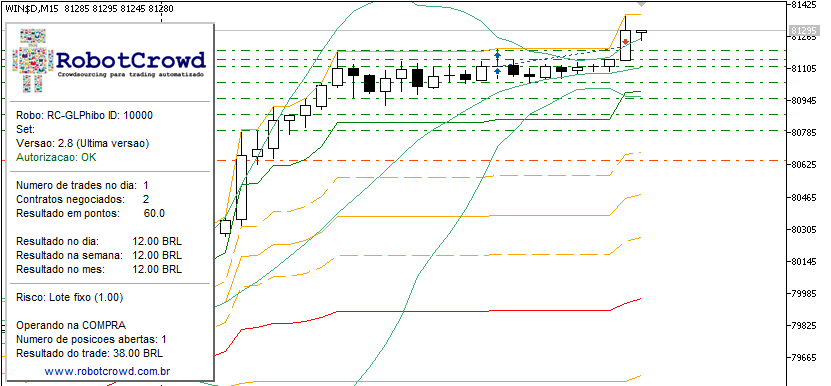 WIN$D,M15 81285 81295 81245 81280
RobotCrowd
Crowdsourcing para trading automatizado
Robo: RC-GLPhibo ID: 10000
Set:
Versao: 2.8 (Ultima versao)
Autorizacao: OK
Numero de trades no dia: 1
Contratos negociados: 2
Resultado em pontos: 60.0
Resultado no dia: 12.00 BRL
Resultado na semana: 12.00 BRL
Resultado no mes: 12.00 BRL
Risco: Lote fixo (1.00)
Operando na COMPRA
Numero de posicoes abertas: 1
Resultado do trade: 38.00 BRL
www.robotcrowd.com.br
81425
81295
81265
81105
80945
80785
80625
80465
80305
80145
79985
79825
79665